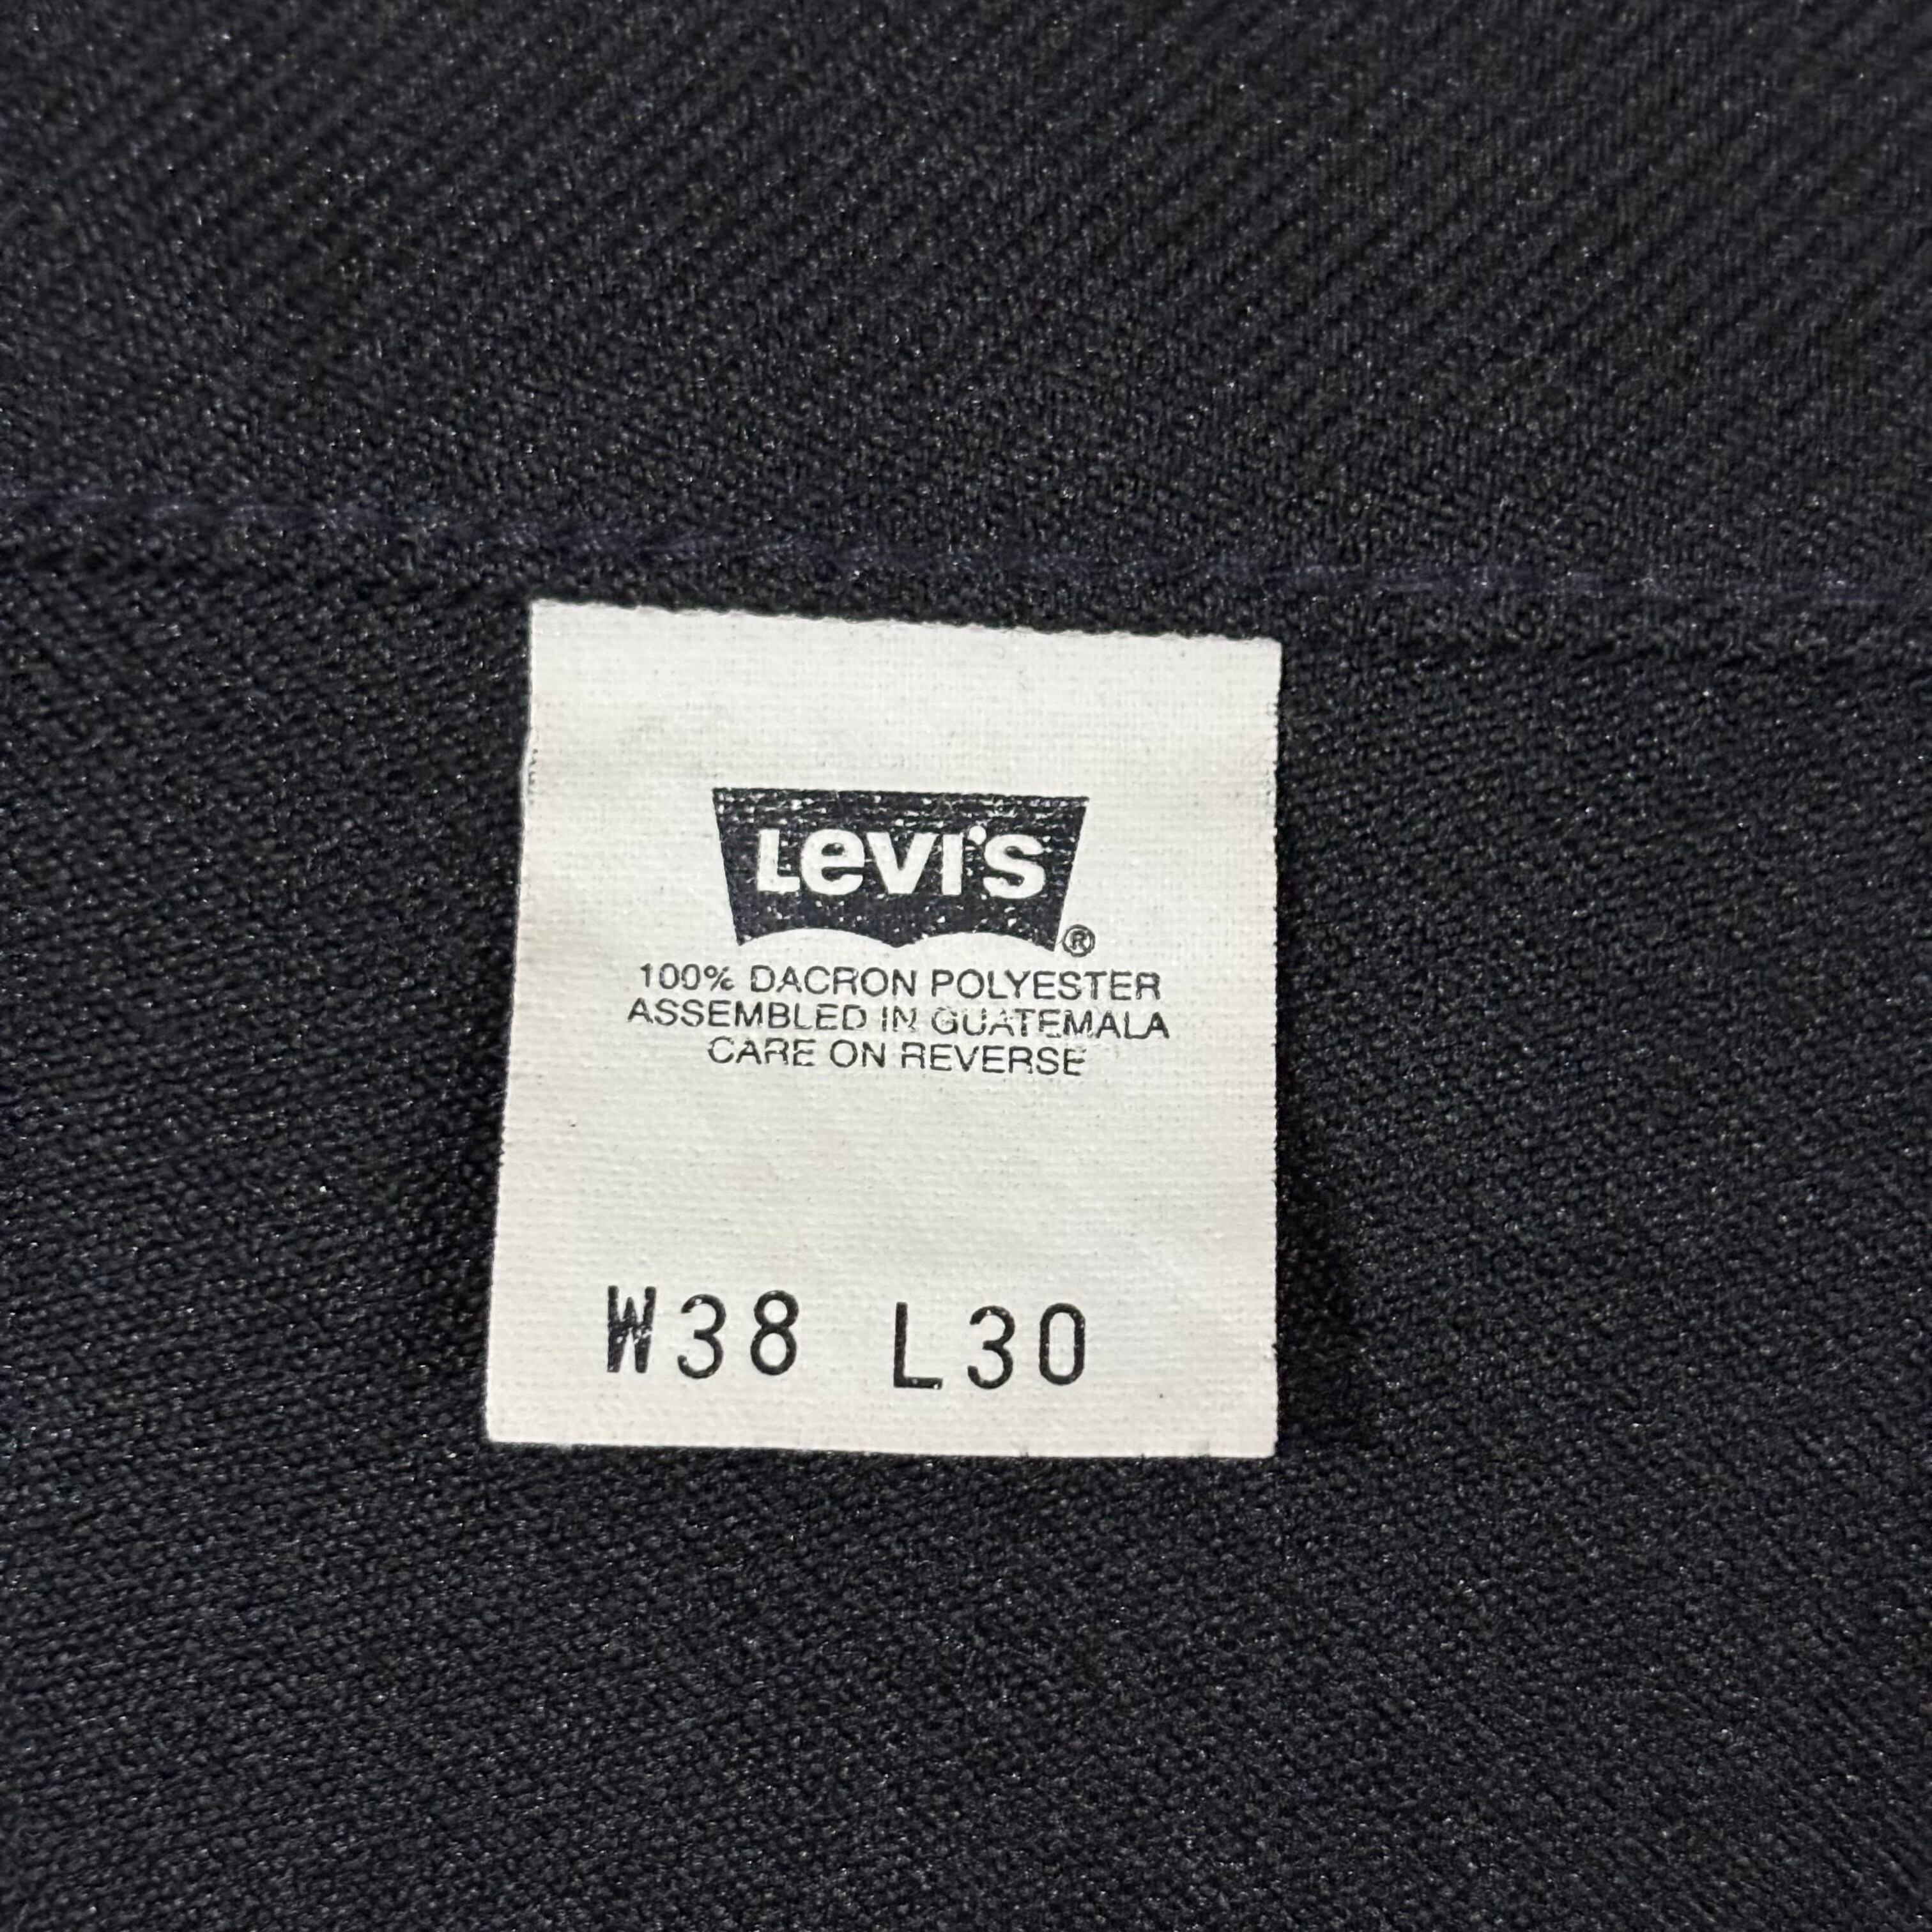 Levi's ®
100% DACRON POLYESTER
ASSEMBLED IN GUATEMALA
CARE ON REVERSE
W38 L30